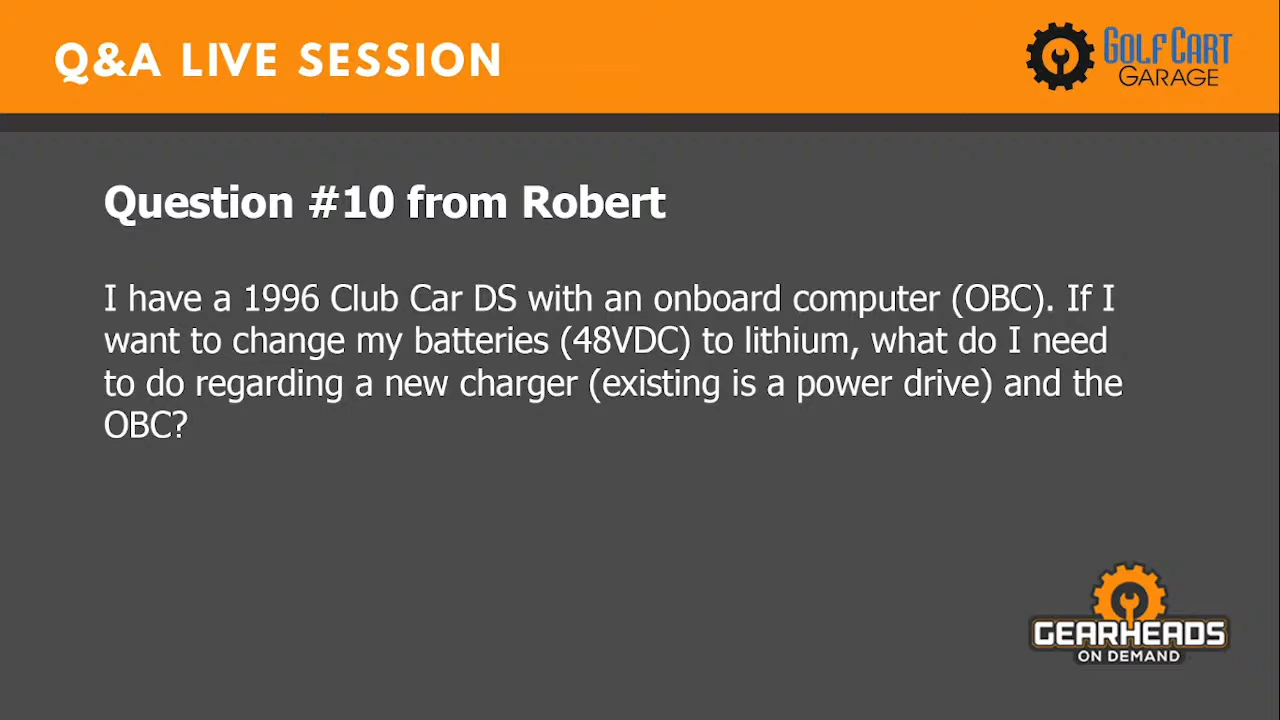 Q&A LIVE SESSION
GOLF CART
GARAGE
Question #10 from Robert
I have a 1996 Club Car DS with an onboard computer (OBC). If I
want to change my batteries (48VDC) to lithium, what do I need
to do regarding a new charger (existing is a power drive) and the
OBC?
GEARHEADS
ON DEMAND